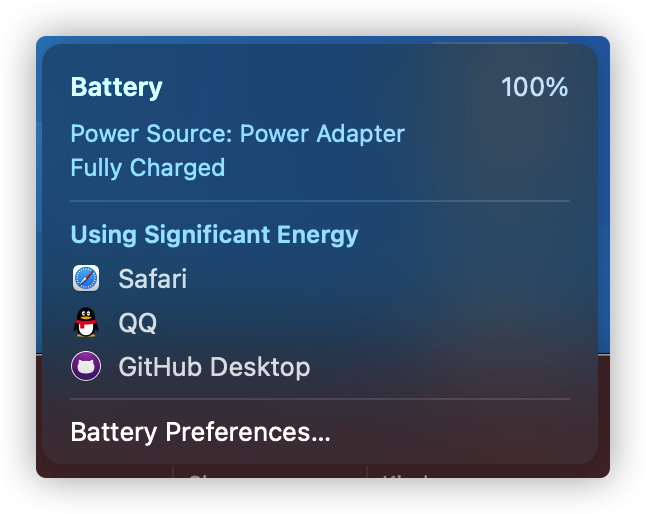 Battery 100%
Power Source: Power Adapter
Fully Charged
Using Significant Energy
Safari
QQ
GitHub Desktop
Battery Preferences...